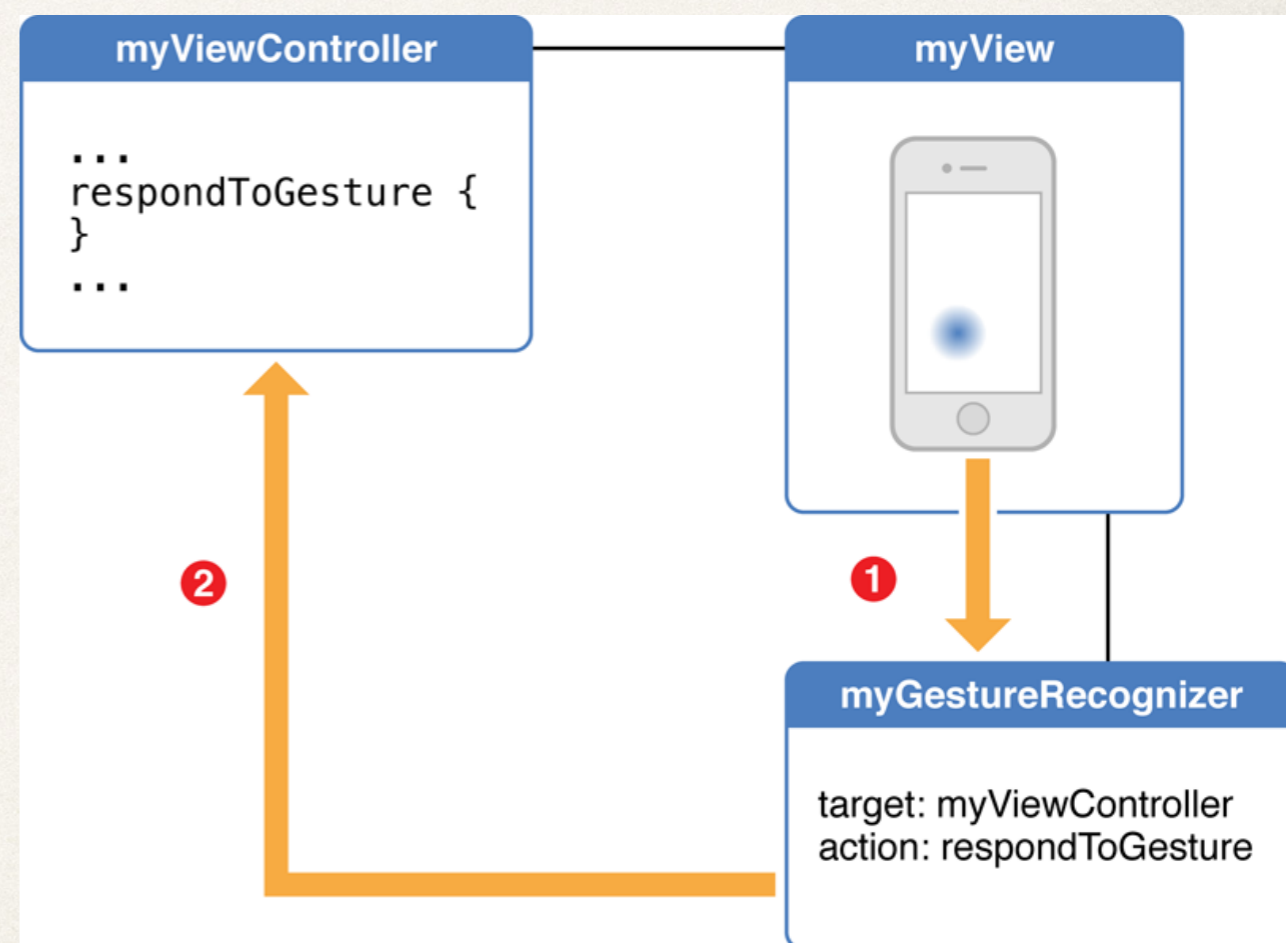 myViewController
...
respondToGesture {
}
...
myView
2
1
myGestureRecognizer
target: myViewController
action: respondToGesture